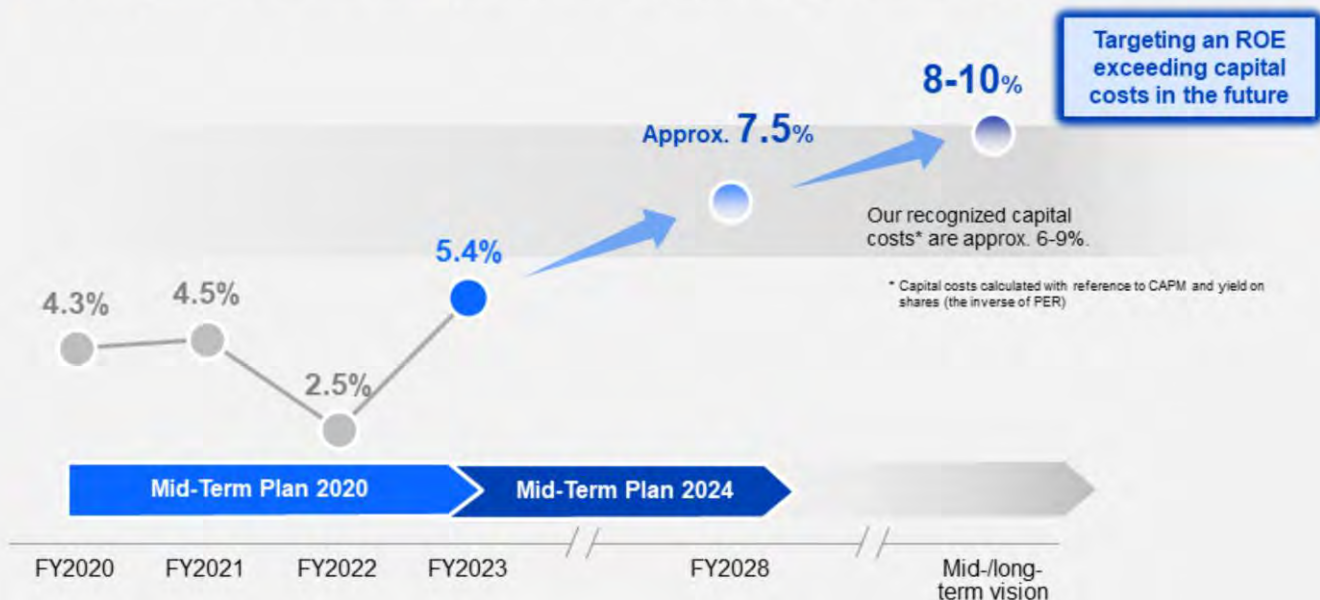 Targeting an ROE
exceeding capital
costs in the future
8-10%
Approx. 7.5%
Our recognized capital
costs* are approx. 6-9%.
5.4%
* Capital costs calculated with reference to CAPM and yield on
shares (the inverse of PER)
4.3%
4.5%
2.5%
Mid-Term Plan 2020
Mid-Term Plan 2024
FY2020
FY2021
FY2022
FY2023
FY2028
Mid-/long-
term vision